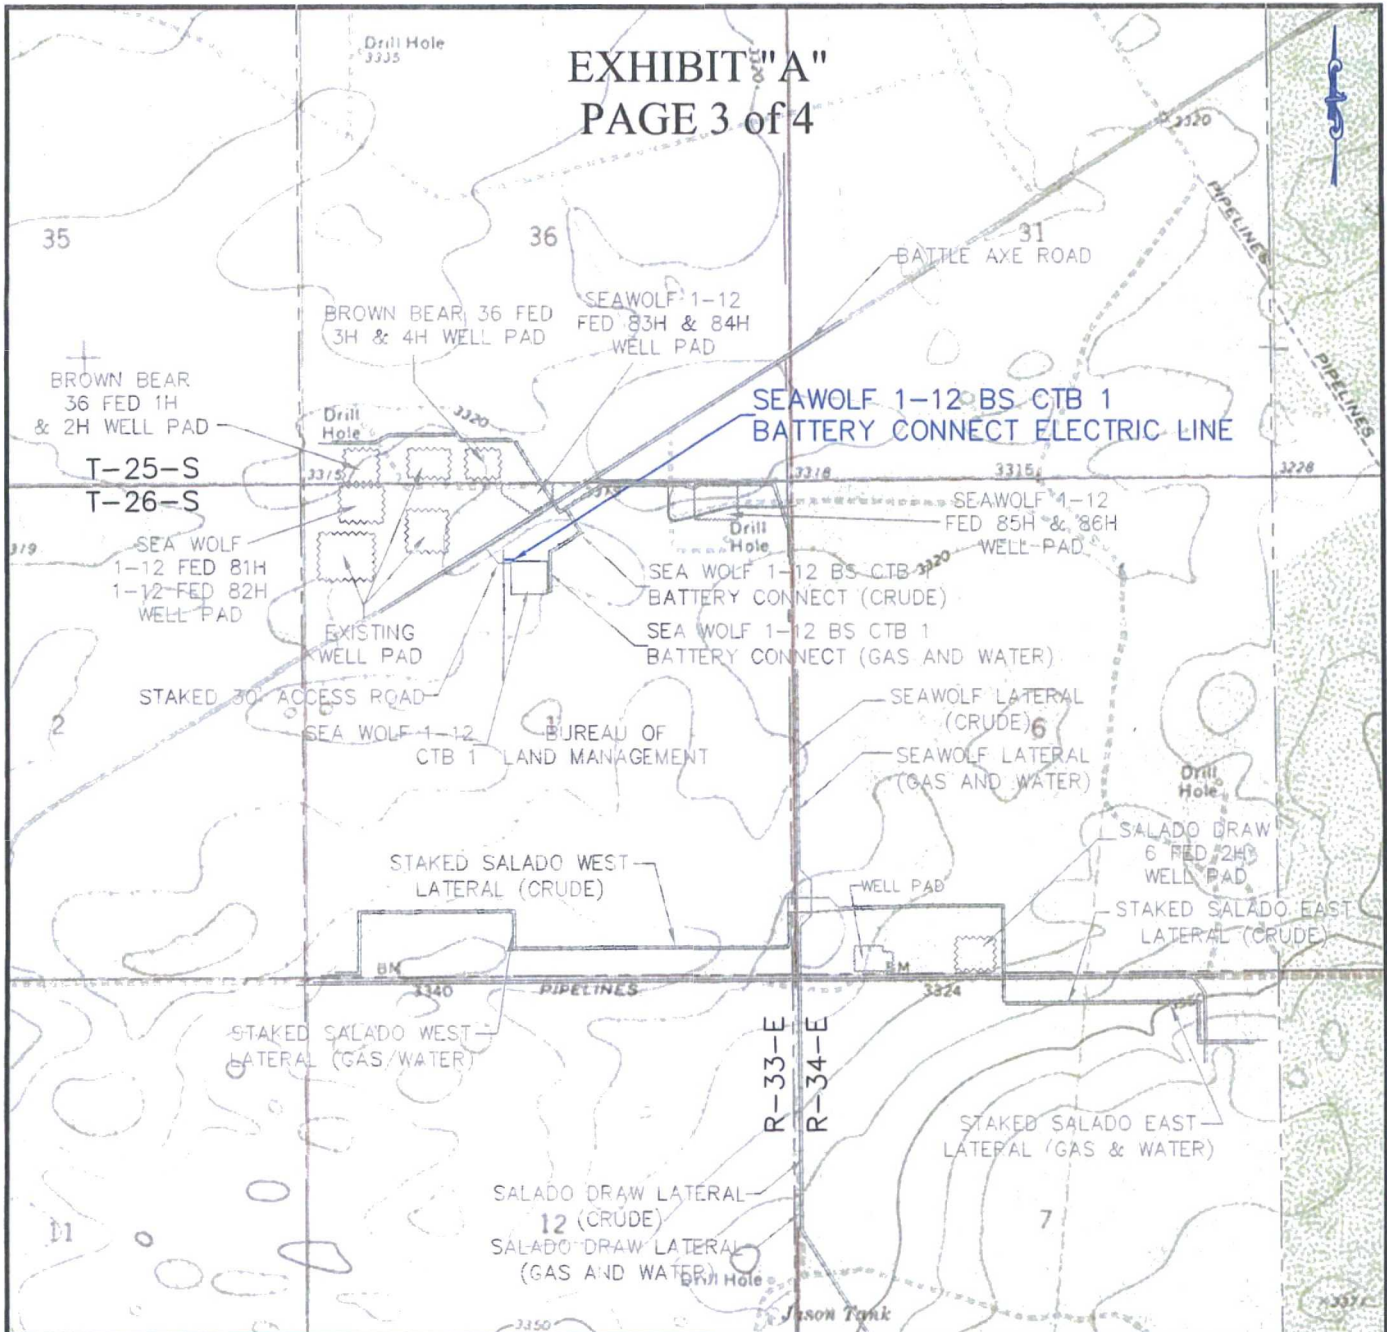 Drill Hole
3335
EXHIBIT "A"
PAGE 3 of 4
3320
3320
PIPELINES
35
36
31
BATTLE AXE ROAD
BROWN BEAR 36 FED
3H & 4H WELL PAD
SEAWOLF 1-12
FED 83H & 84H
WELL PAD
PIPELINES
BROWN BEAR
36 FED 1H
& 2H WELL PAD
Drill
Hole
3320
SEAWOLF 1-12 BS CTB 1
BATTERY CONNECT ELECTRIC LINE
T-25-S
T-26-S
3315
3318
3315
3228
SEAWOLF 1-12
FED 85H & 86H
WELL PAD
Drill
Hole
319
SEA WOLF
1-12 FED 81H
1-12 FED 82H
WELL PAD
3320
SEA WOLF 1-12 BS CTB 1
BATTERY CONNECT (CRUDE)
EXISTING
WELL PAD
SEA WOLF 1-12 BS CTB 1
BATTERY CONNECT (GAS AND WATER)
STAKED 30' ACCESS ROAD
2
SEA WOLF 1-12
CTB 1
1
BUREAU OF
LAND MANAGEMENT
SEAWOLF LATERAL
(CRUDE)
6
SEAWOLF LATERAL
(GAS AND WATER)
Drill
Hole
STAKED SALADO WEST
LATERAL (CRUDE)
SALADO DRAW
6 FED 2H
WELL PAD
WELL PAD
STAKED SALADO EAST
LATERAL (CRUDE)
BM
3340
PIPELINES
BM
3324
STAKED SALADO WEST
LATERAL (GAS/WATER)
R-33-E
R-34-E
STAKED SALADO EAST
LATERAL (GAS & WATER)
SALADO DRAW LATERAL
(CRUDE)
SALADO DRAW LATERAL
(GAS AND WATER)
11
12
7
Drill Hole
Jason Tank
3350
3371